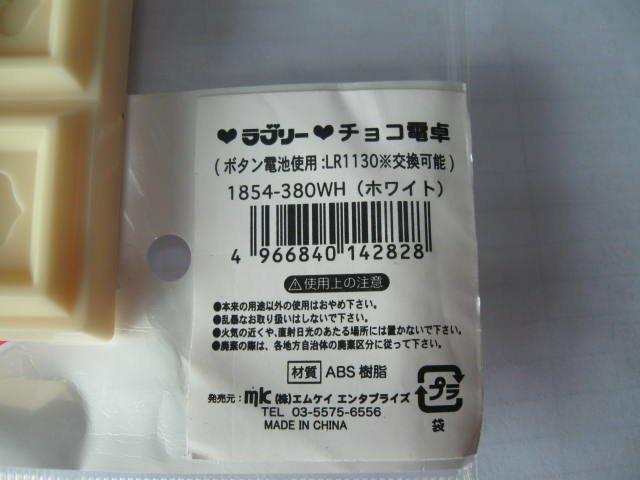 ♥ラブリー♥チョコ電卓
(ボタン電池使用:LR1130※交換可能)
1854-380WH(ホワイト)
4 966840 142828
⚠使用上の注意
●本来の用途以外の使用はおやめ下さい。
●乱暴なお取り扱いはしないで下さい。
●火気の近くや、直射日光のあたる場所には置かないで下さい。
●廃棄の際は、各地方自治体の廃棄区分に従って下さい。
材質 ABS樹脂
発売元: mk (株)エムケイ エンタプライズ
TEL 03-5575-6556
MADE IN CHINA
プラ
袋